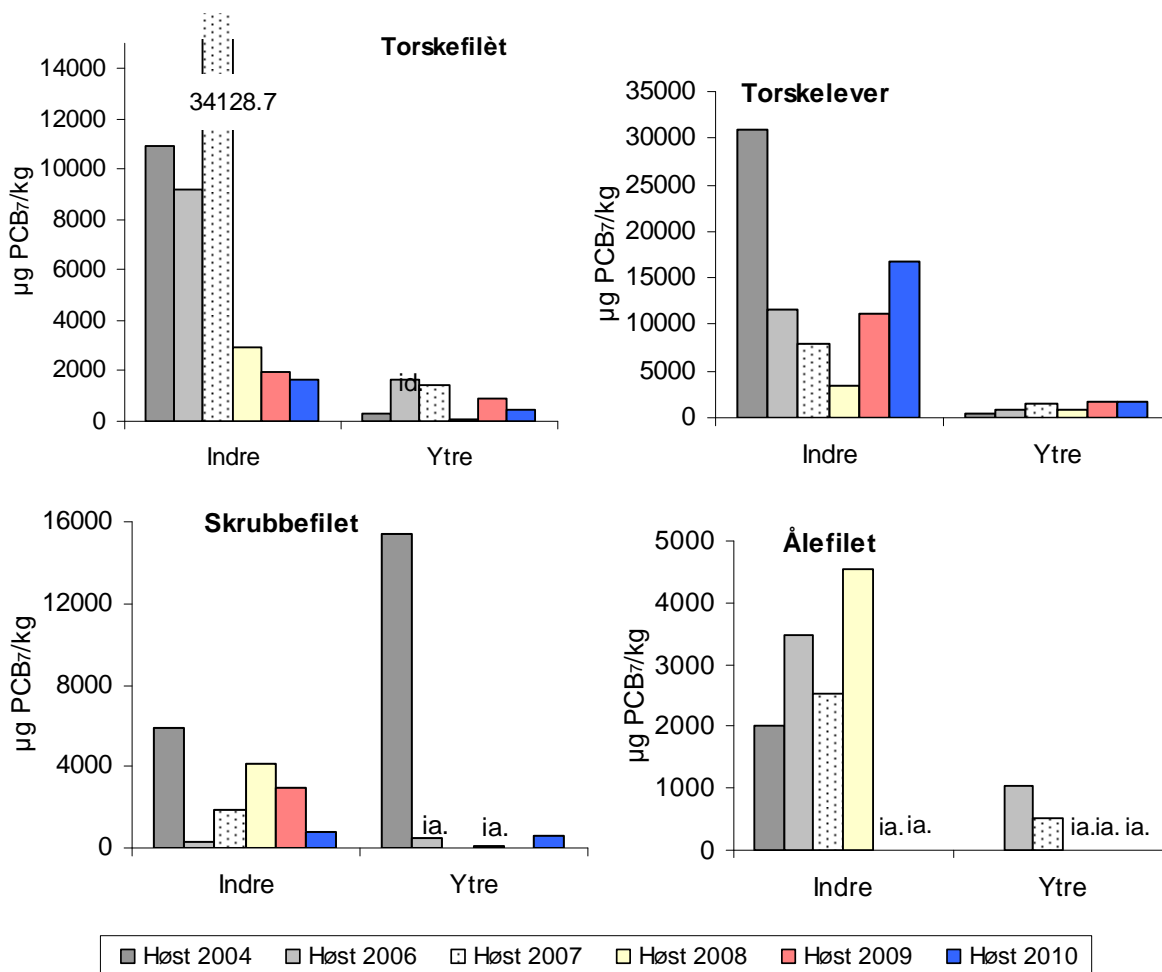 Torskefilèt
14000
12000
10000
8000
6000
4000
2000
0
µg PCB7/kg
34128.7
id
Indre
Ytre
Torskelever
35000
30000
25000
20000
15000
10000
5000
0
µg PCB7/kg
Indre
Ytre
Skrubbefilet
16000
12000
8000
4000
0
µg PCB7/kg
ia.
ia.
Indre
Ytre
Ålefilet
5000
4000
3000
2000
1000
0
µg PCB7/kg
ia. ia.
ia.ia. ia.
Indre
Ytre
Høst 2004 Høst 2006 Høst 2007 Høst 2008 Høst 2009 Høst 2010